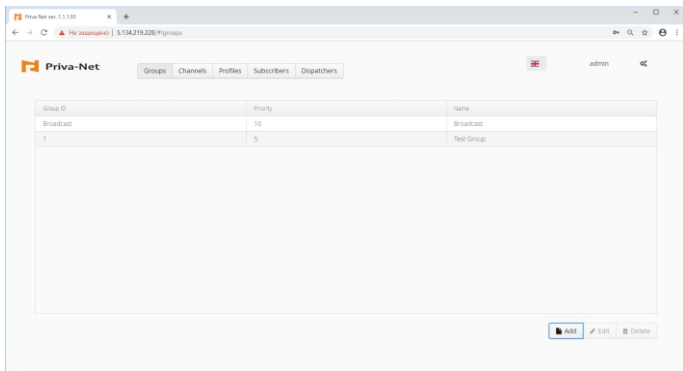 Priva Net ver. 1.1.1.93
Не защищено | 5.134.219.228/#!groups
Priva-Net
Groups Channels Profiles Subscribers Dispatchers
admin
Group ID Priority Name
Broadcast 10 Broadcast
1 5 Test Group
Add Edit Delete